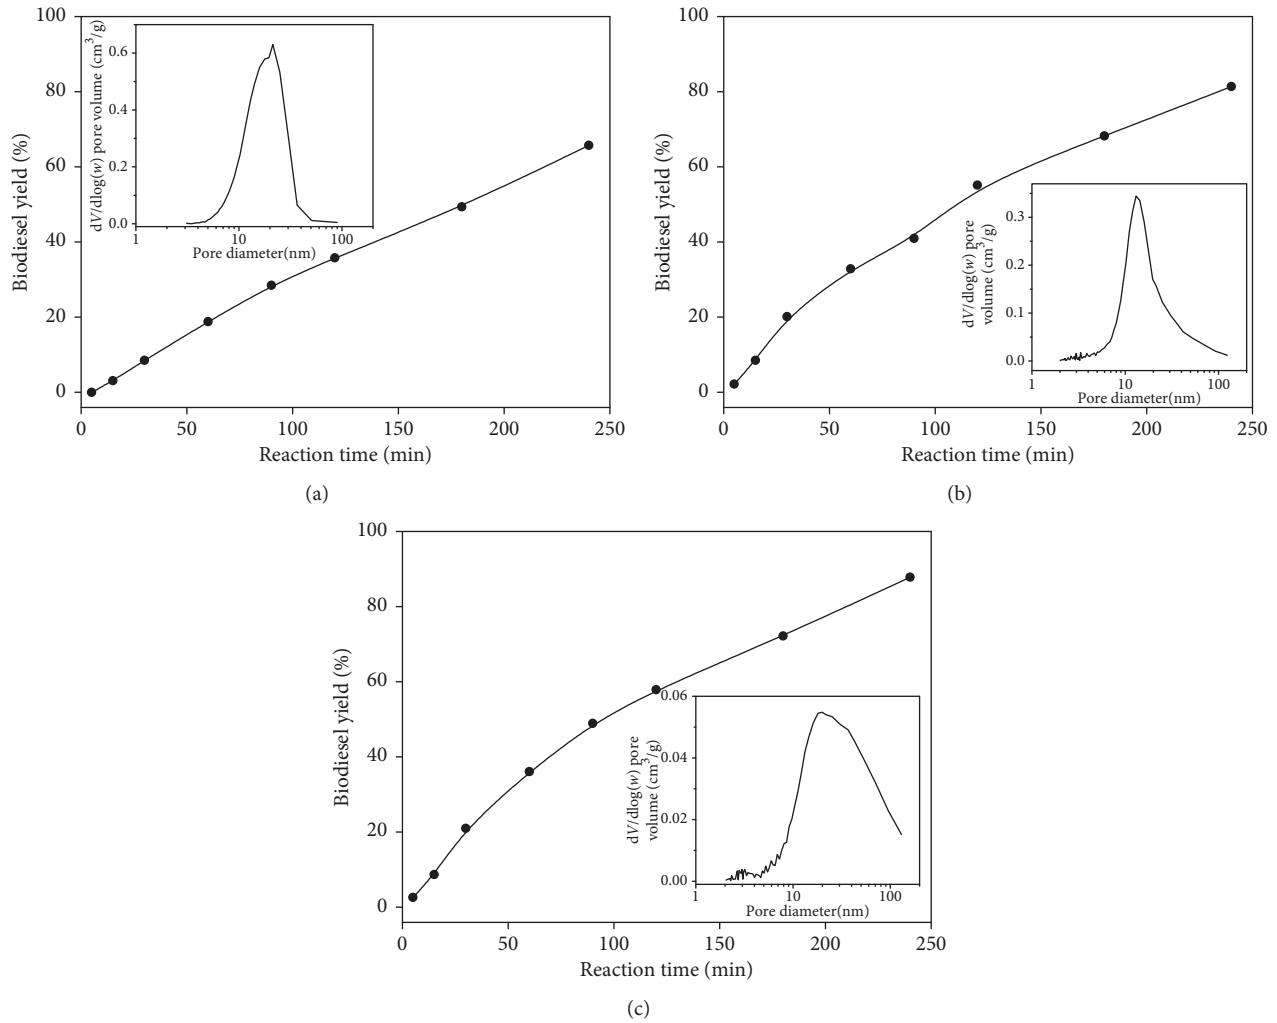 100
80
60
40
20
0
Biodiesel yield (%)
0 50 100 150 200 250
Reaction time (min)
0.6
0.4
0.2
0.0
dV/dlog(w) pore volume (cm³/g)
1 10 100
Pore diameter(nm)
(a)
100
80
60
40
20
0
Biodiesel yield (%)
0 50 100 150 200 250
Reaction time (min)
0.3
0.2
0.1
0.0
dV/dlog(w) pore
volume (cm³/g)
1 10 100
Pore diameter(nm)
(b)
100
80
60
40
20
0
Biodiesel yield (%)
0 50 100 150 200 250
Reaction time (min)
0.06
0.04
0.02
0.00
dV/dlog(w) pore
volume (cm³/g)
1 10 100
Pore diameter(nm)
(c)